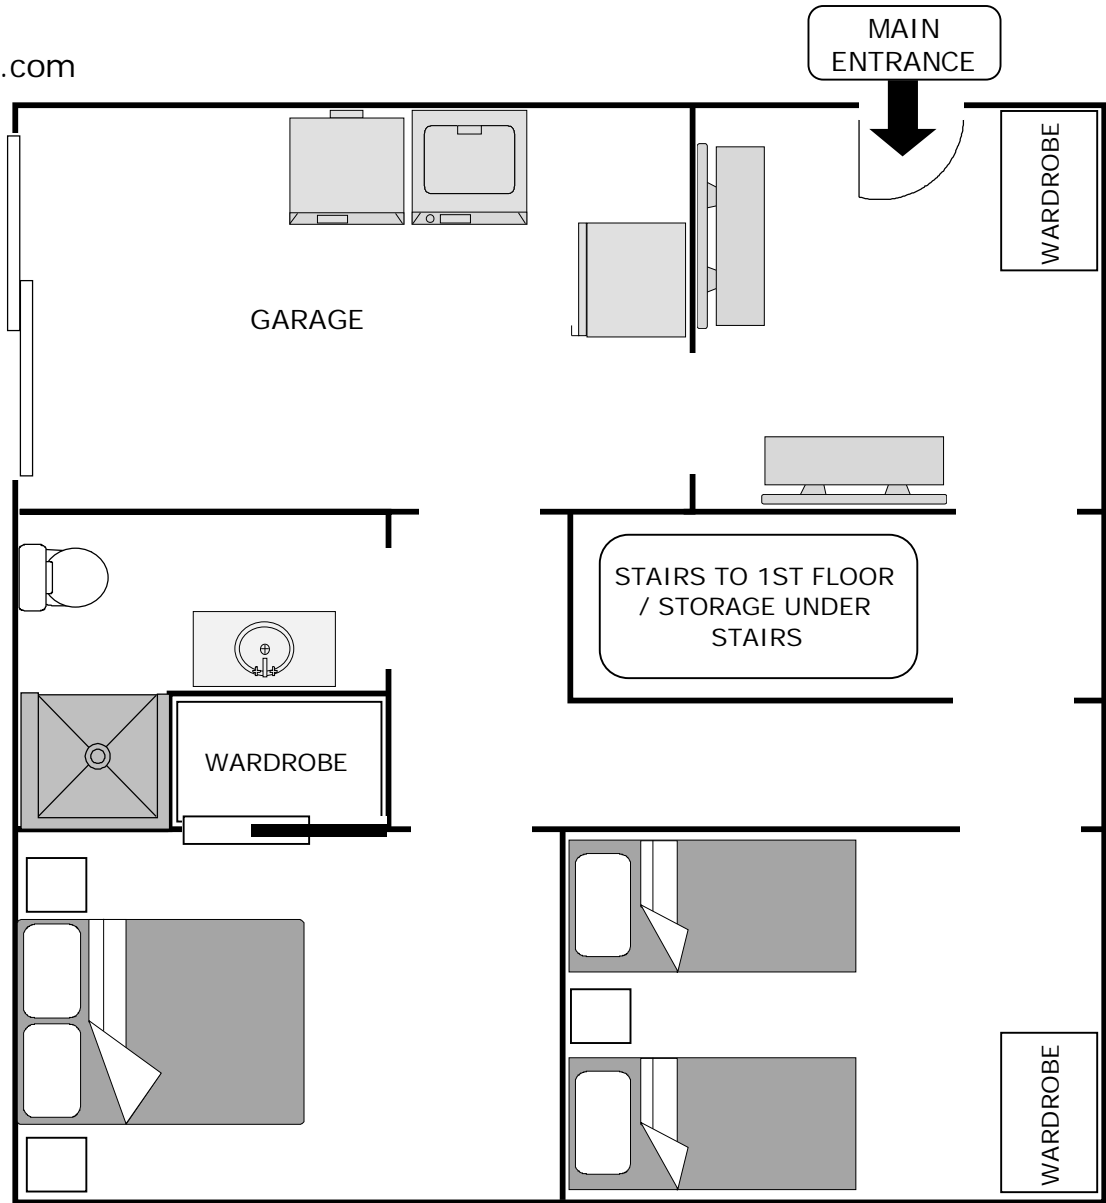 .com
MAIN
ENTRANCE
WARDROBE
GARAGE
STAIRS TO 1ST FLOOR
/ STORAGE UNDER
STAIRS
WARDROBE
WARDROBE